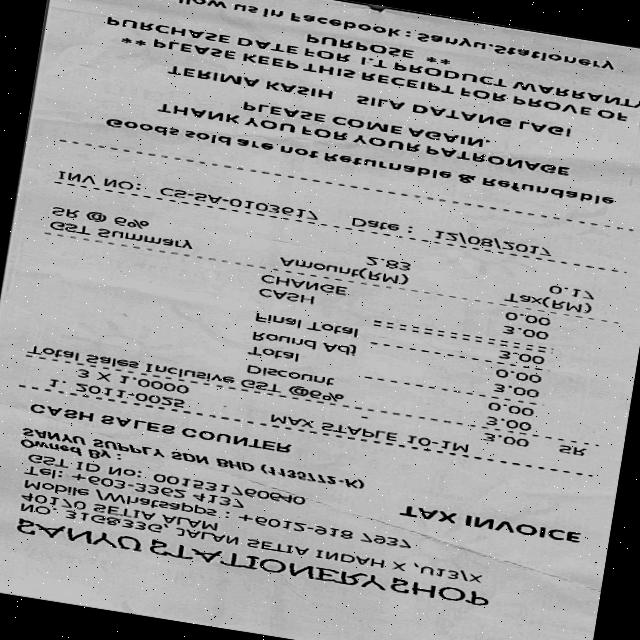 SANYU STATIONERY SHOP
NO. 31G&33G, JALAN SETIA INDAH X ,U13/X
40170 SETIA ALAM
Mobile /Whatsapps : +6012-918 7937
Tel: +603-3362 4137
GST ID No: 001531760640
TAX INVOICE
Owned By :
SANYU SUPPLY SDN BHD (1135772-K)
CASH SALES COUNTER
1. 2011-0025 MAX STAPLE 10-1M SR
3 X 1.0000 3.00
Total Sales Inclusive GST @6% 3.00
Discount 0.00
Total 3.00
Round Adj 0.00
Final Total 3.00
CASH 3.00
CHANGE 0.00
GST Summary Amount(RM) Tax(RM)
SR @ 6% 2.83 0.17
INV NO: CS-SA-0103617 Date : 12/08/2017
Goods sold are not Returnable & Refundable
THANK YOU FOR YOUR PATRONAGE
PLEASE COME AGAIN.
TERIMA KASIH SILA DATANG LAGI
** PLEASE KEEP THIS RECEIPT FOR PROVE OF
PURCHASE DATE FOR I.T PRODUCT WARRANTY
PURPOSE **
Follow us in Facebook : Sanyu.Stationery